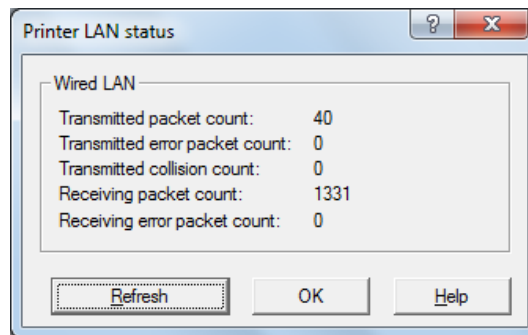 Printer LAN status
?
X
Wired LAN
Transmitted packet count: 40
Transmitted error packet count: 0
Transmitted collision count: 0
Receiving packet count: 1331
Receiving error packet count: 0
Refresh OK Help